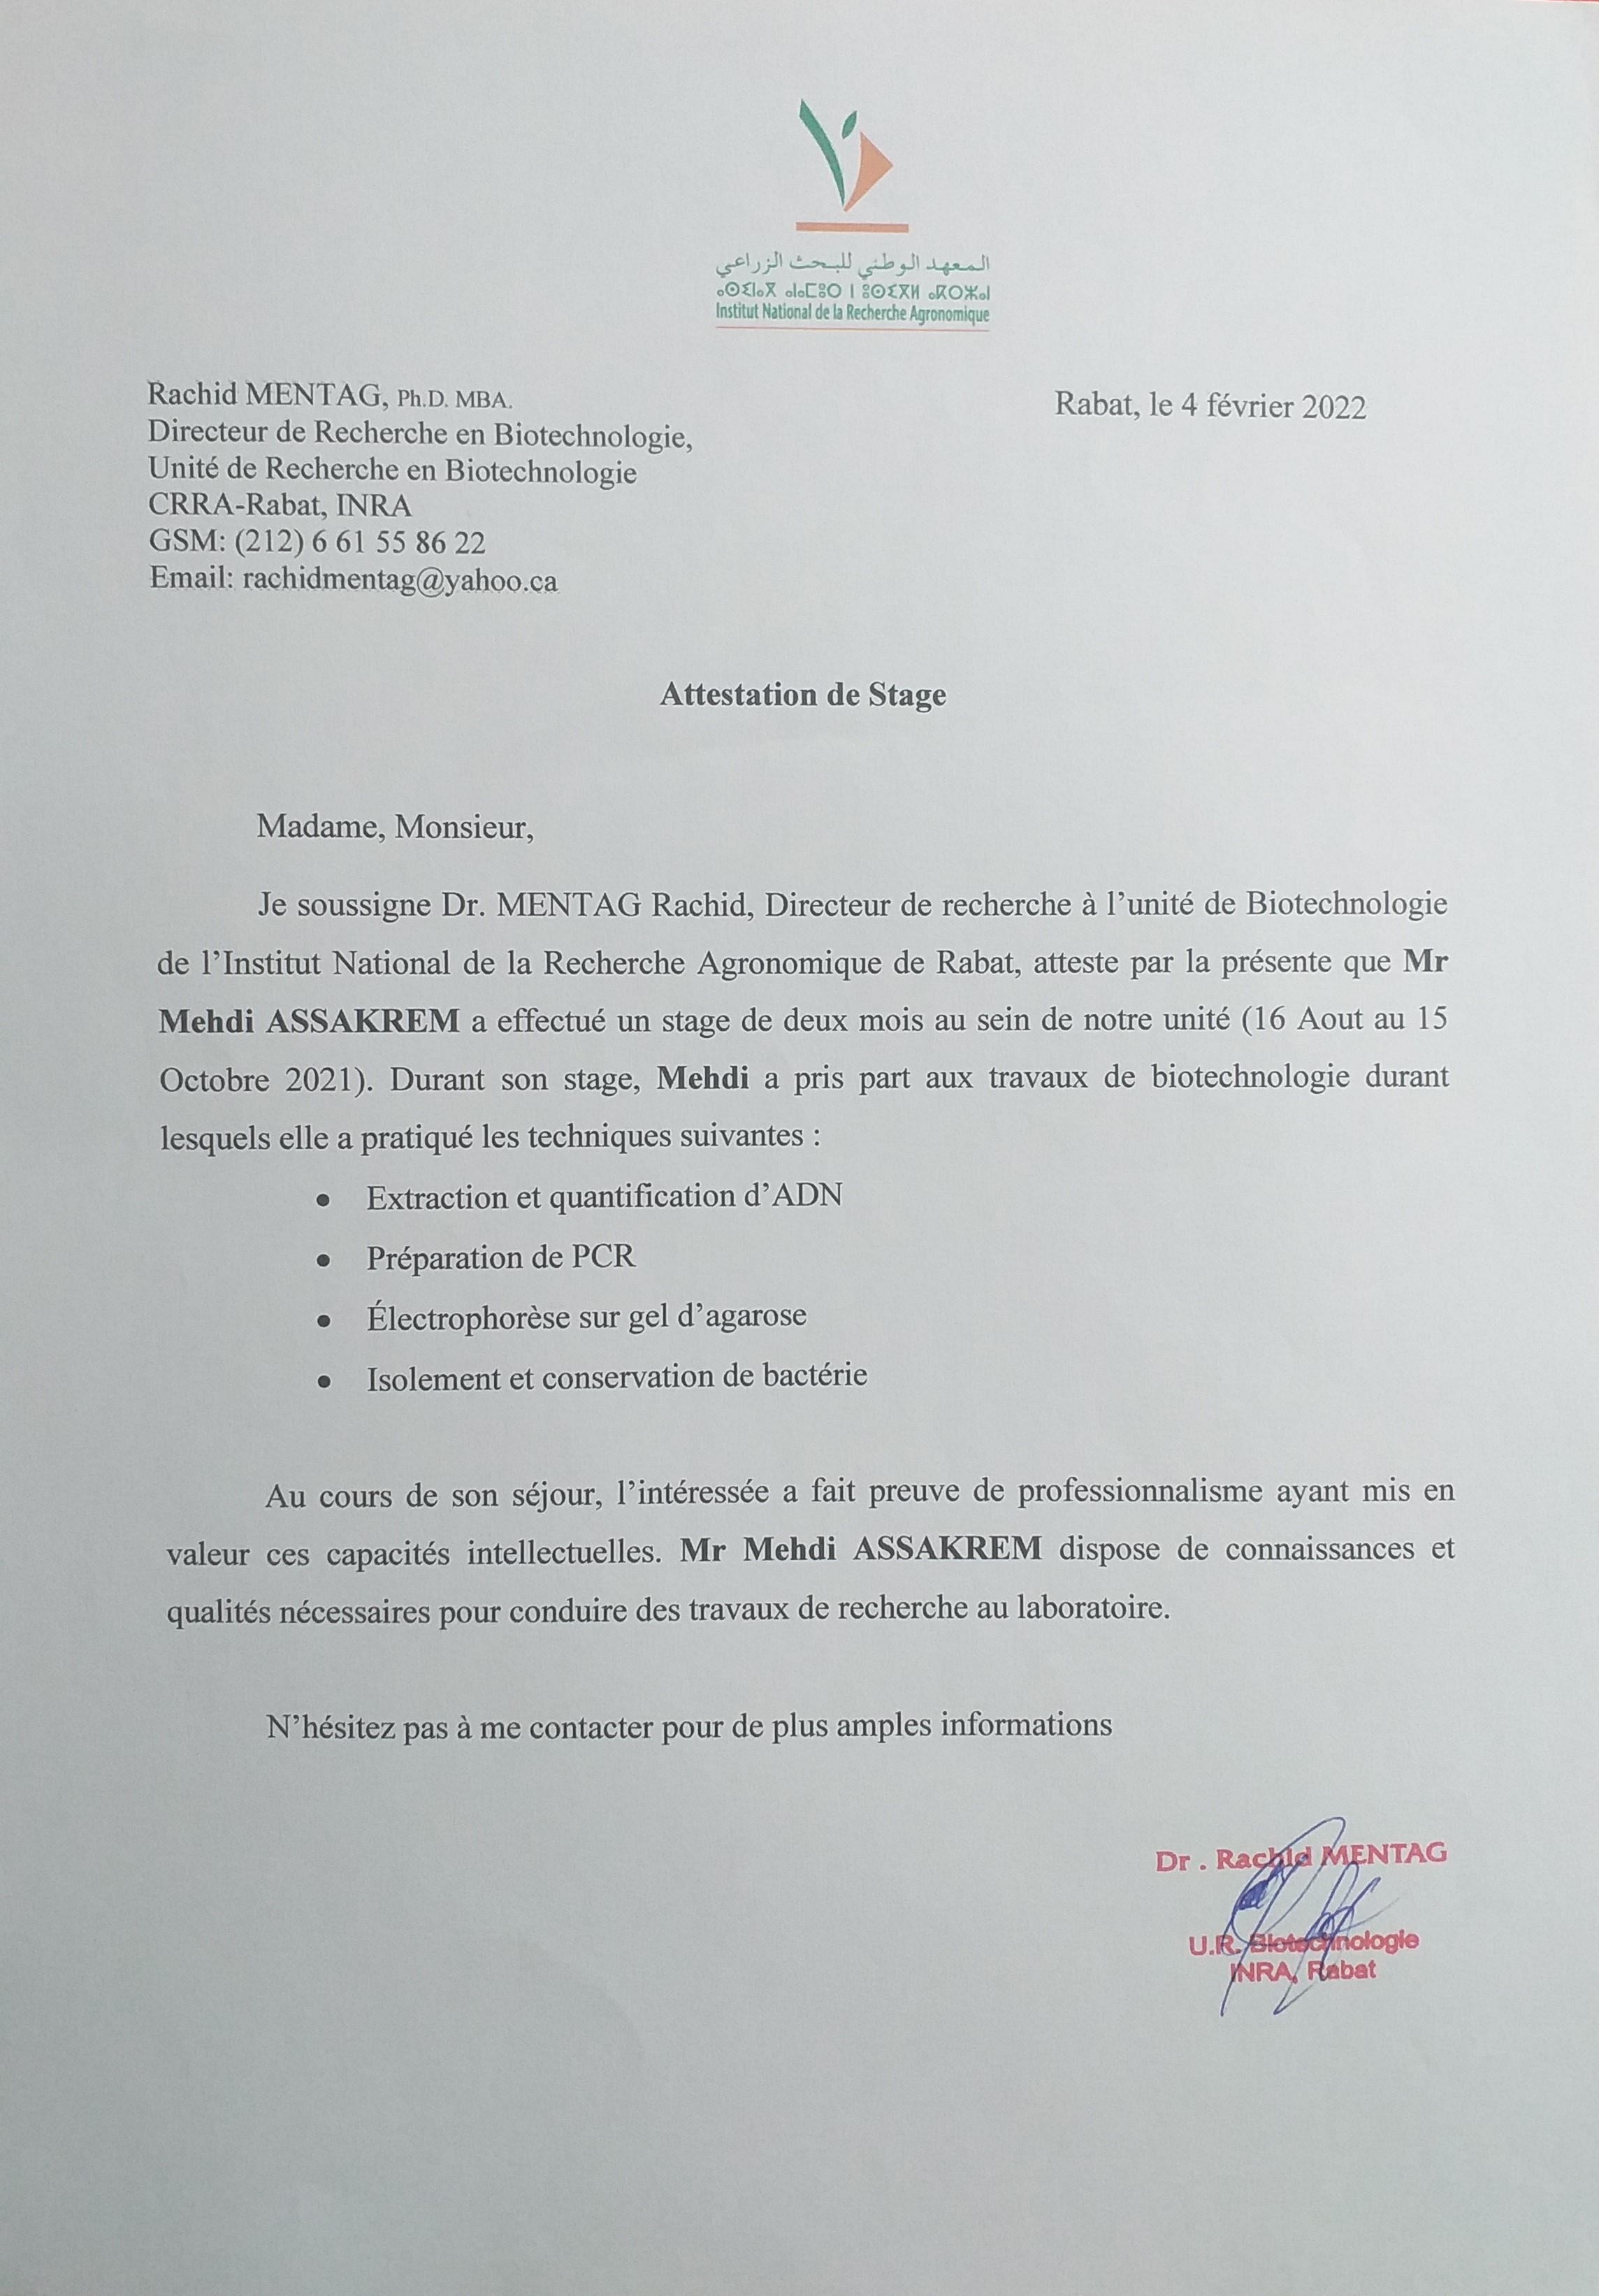 المعهد الوطني للبحث الزراعي
ⴰⵙⵉⵏⴰⴳ ⴰⵏⴰⵎⵓⵔ ⵏ ⵓⵙⵉⴳⵍ ⴰⴽⵔⵣⴰⵏ
Institut National de la Recherche Agronomique
Rachid MENTAG, Ph.D. MBA.
Rabat, le 4 février 2022
Directeur de Recherche en Biotechnologie,
Unité de Recherche en Biotechnologie
CRRA-Rabat, INRA
GSM: (212) 6 61 55 86 22
Email: rachidmentag@yahoo.ca
Attestation de Stage
Madame, Monsieur,
Je soussigne Dr. MENTAG Rachid, Directeur de recherche à l’unité de Biotechnologie
de l’Institut National de la Recherche Agronomique de Rabat, atteste par la présente que Mr
Mehdi ASSAKREM a effectué un stage de deux mois au sein de notre unité (16 Aout au 15
Octobre 2021). Durant son stage, Mehdi a pris part aux travaux de biotechnologie durant
lesquels elle a pratiqué les techniques suivantes :
• Extraction et quantification d’ADN
• Préparation de PCR
• Électrophorèse sur gel d’agarose
• Isolement et conservation de bactérie
Au cours de son séjour, l’intéressée a fait preuve de professionnalisme ayant mis en
valeur ces capacités intellectuelles. Mr Mehdi ASSAKREM dispose de connaissances et
qualités nécessaires pour conduire des travaux de recherche au laboratoire.
N’hésitez pas à me contacter pour de plus amples informations
Dr . Rachid MENTAG
U.R. Biotechnologie
INRA, Rabat